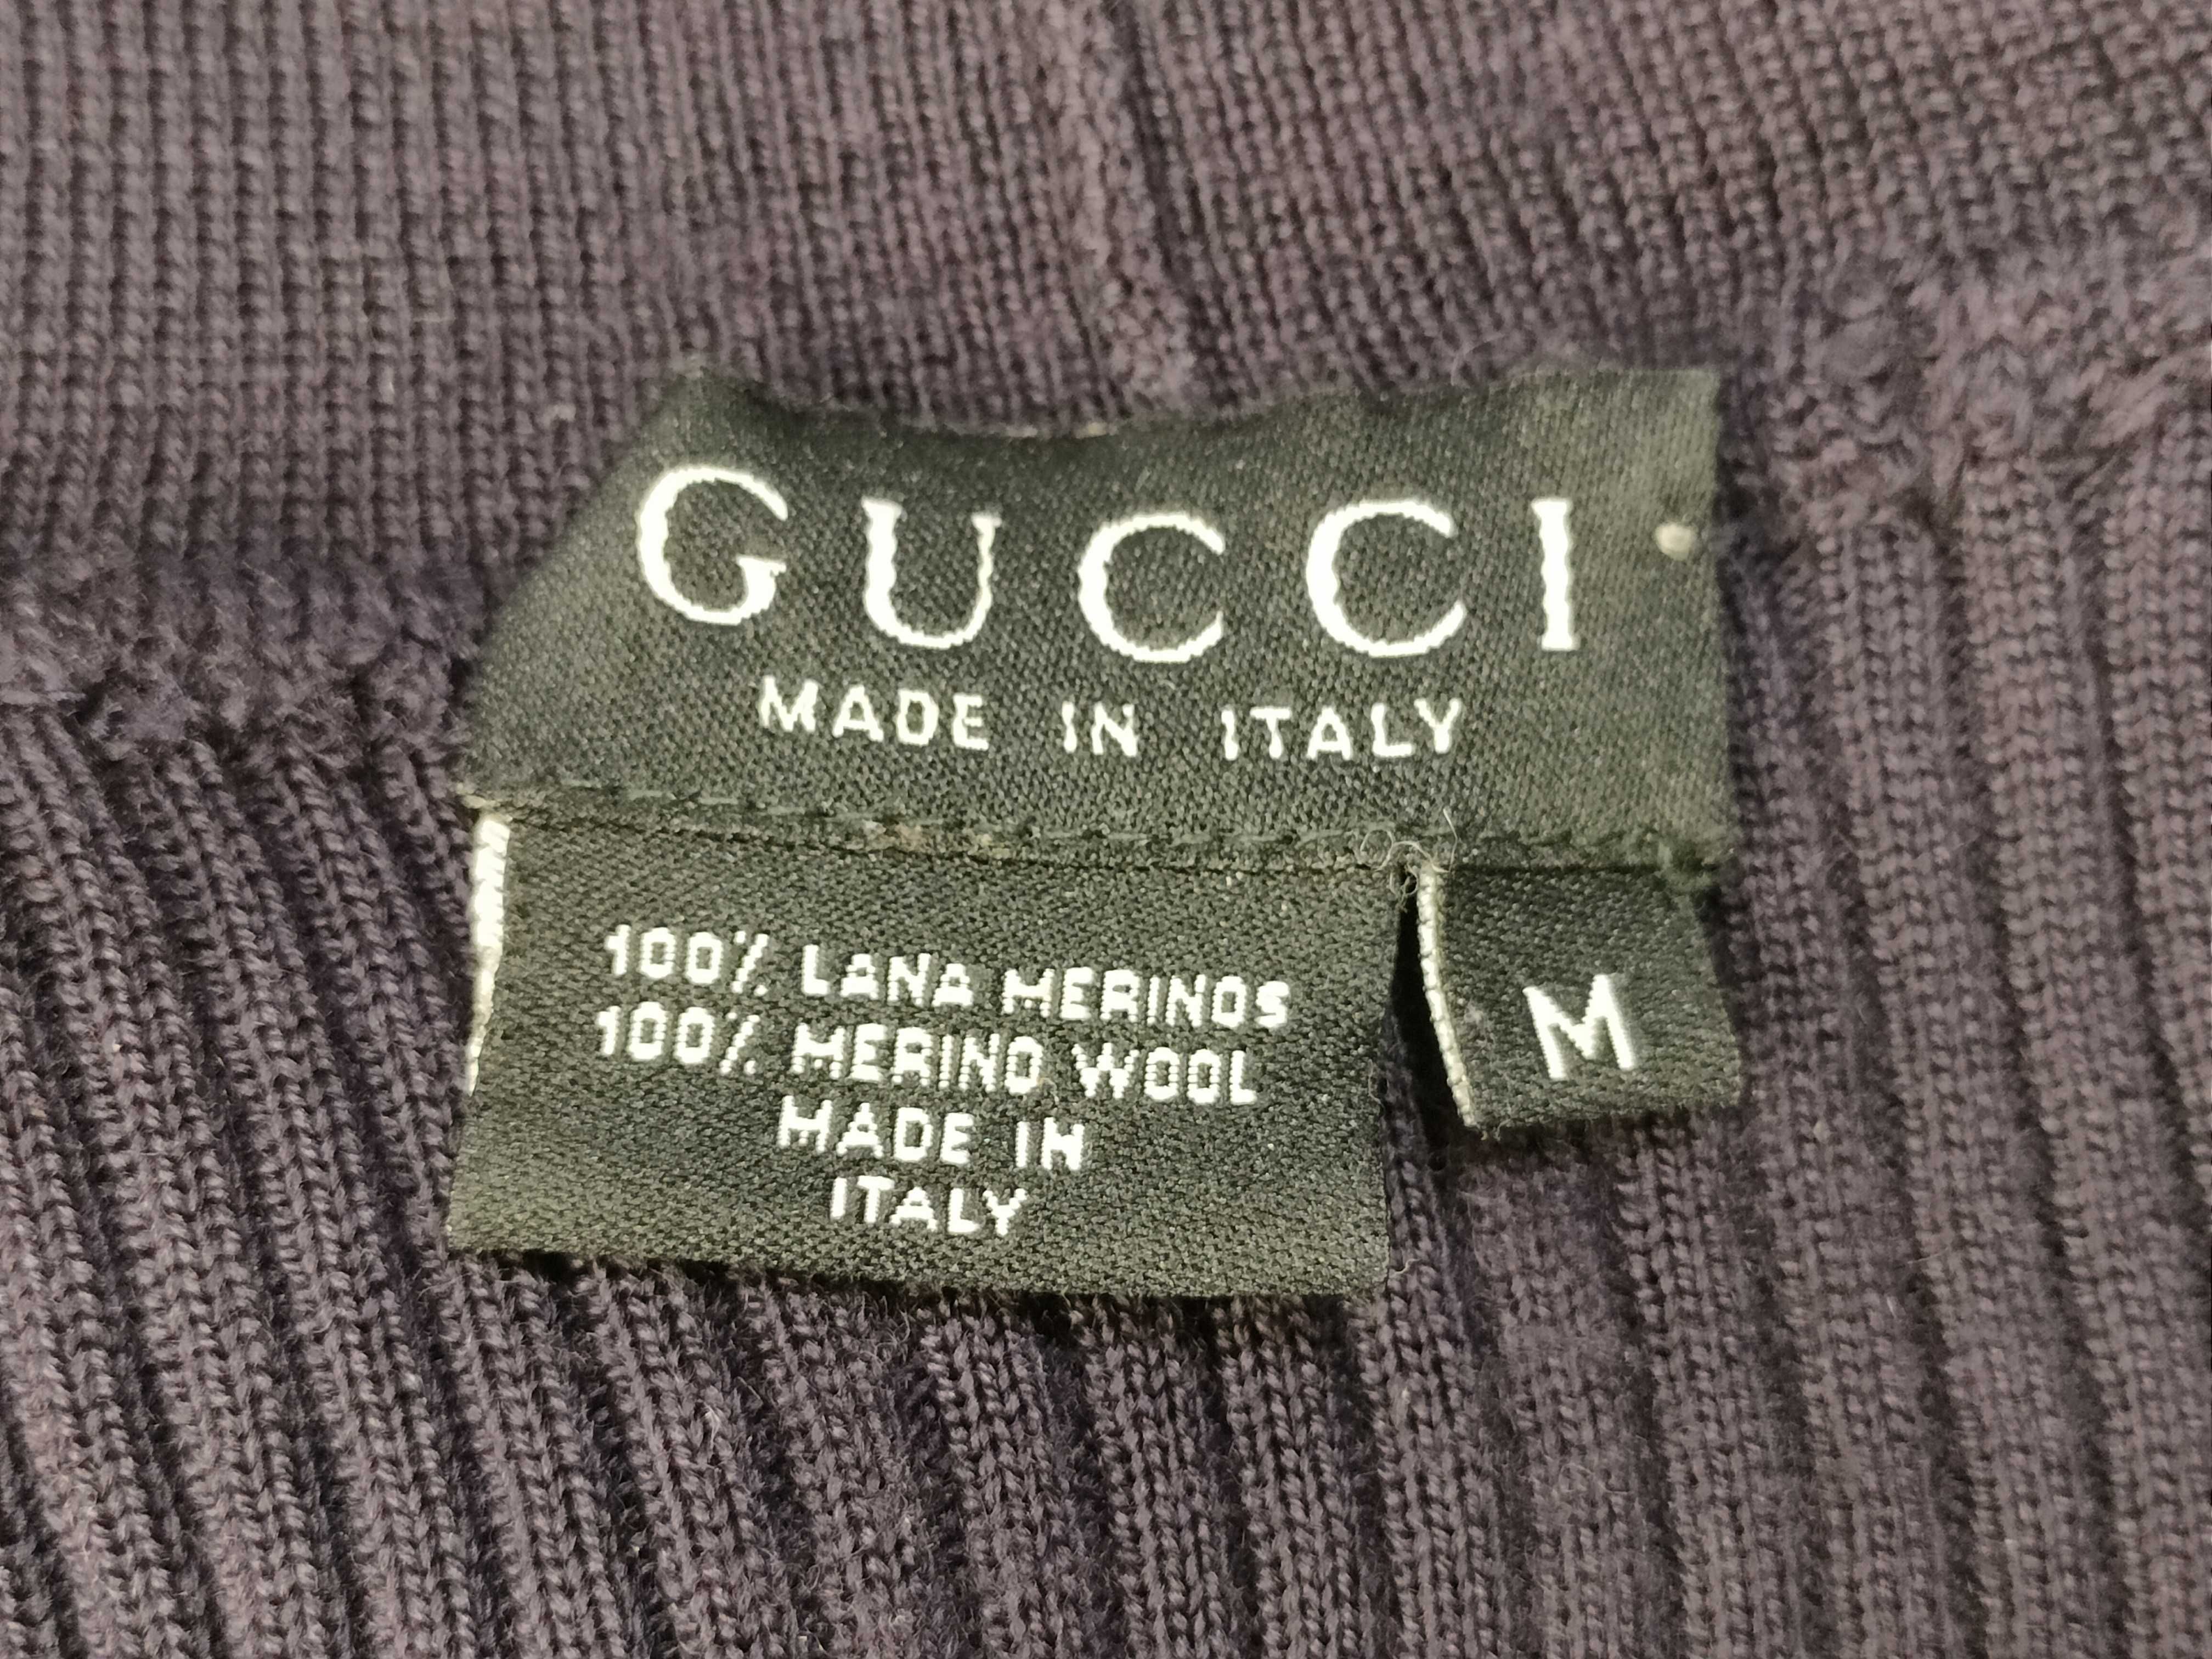 GUCCI
MADE IN ITALY
100% LANA MERINOS
100% MERINO WOOL
MADE IN
ITALY
M